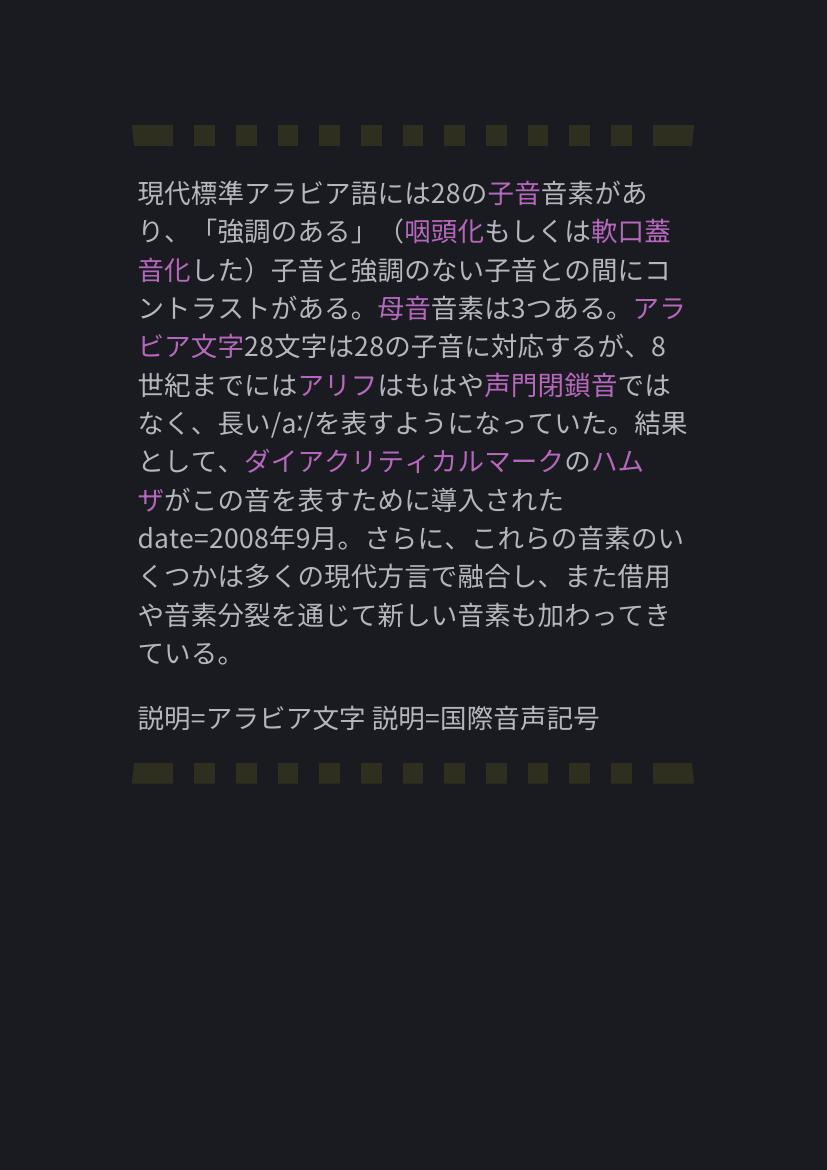 現代標準アラビア語には28の子音音素があ
り、「強調のある」（咽頭化もしくは軟口蓋
音化した）子音と強調のない子音との間にコ
ントラストがある。母音音素は3つある。アラ
ビア文字28文字は28の子音に対応するが、8
世紀までにはアリフはもはや声門閉鎖音では
なく、長い/aː/を表すようになっていた。結果
として、ダイアクリティカルマークのハム
ザがこの音を表すために導入された
date=2008年9月。さらに、これらの音素のい
くつかは多くの現代方言で融合し、また借用
や音素分裂を通じて新しい音素も加わってき
ている。
説明=アラビア文字 説明=国際音声記号